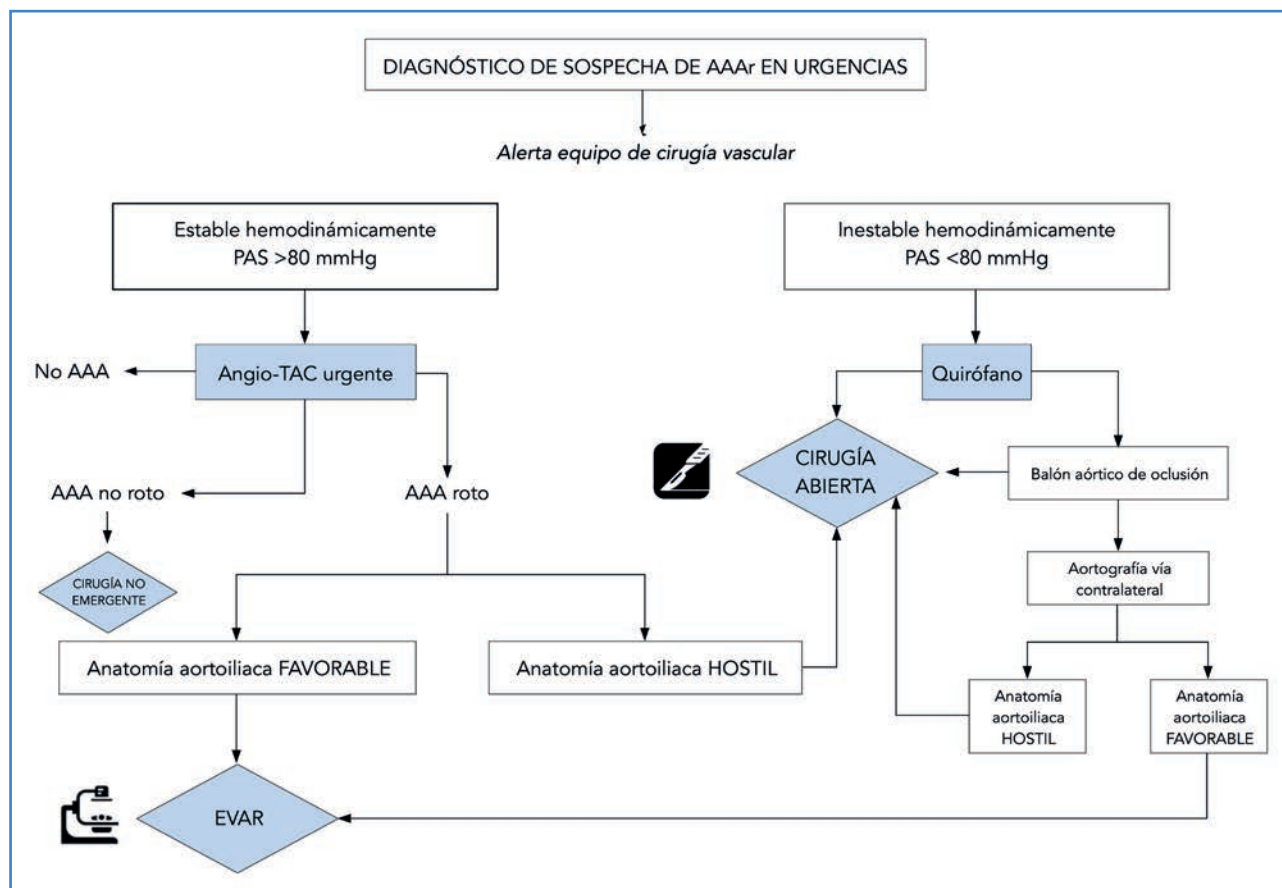 DIAGNÓSTICO DE SOSPECHA DE AAAr EN URGENCIAS
Alerta equipo de cirugía vascular
Estable hemodinámicamente
PAS >80 mmHg
Inestable hemodinámicamente
PAS <80 mmHg
No AAA
Angio-TAC urgente
Quirófano
AAA no roto
AAA roto
CIRUGÍA
ABIERTA
Balón aórtico de oclusión
CIRUGÍA NO
EMERGENTE
Aortografía vía
contralateral
Anatomía aortoiliaca FAVORABLE
Anatomía aortoiliaca HOSTIL
Anatomía
aortoiliaca
HOSTIL
Anatomía
aortoiliaca
FAVORABLE
EVAR